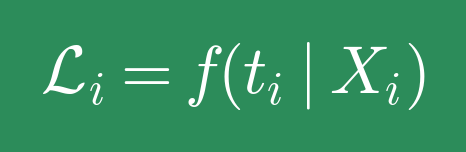 ℒᵢ = f(tᵢ | Xᵢ)